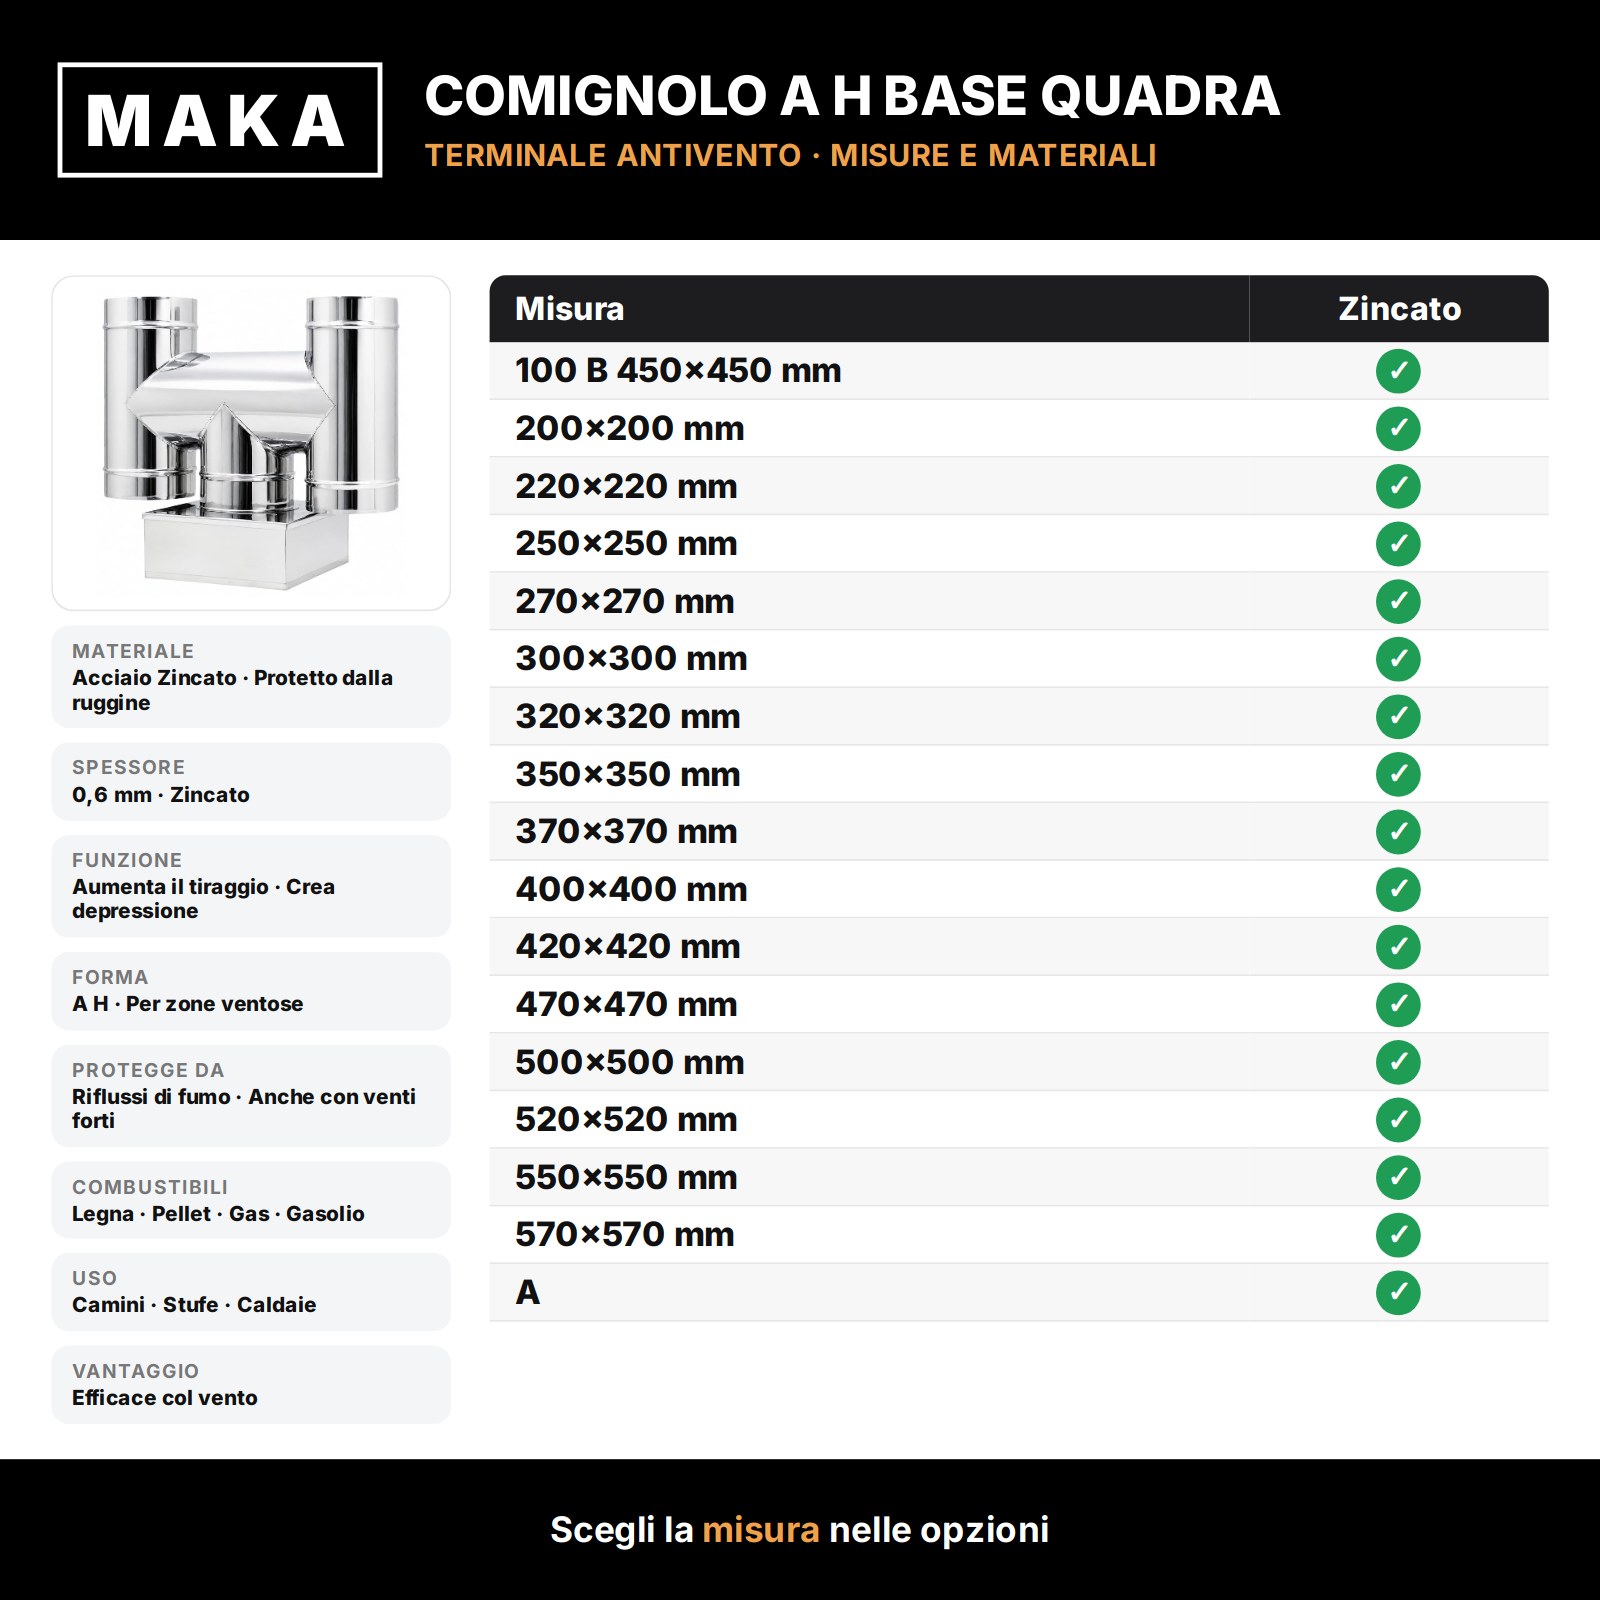 MAKA
COMIGNOLO A H BASE QUADRA
TERMINALE ANTIVENTO · MISURE E MATERIALI
MATERIALE
Acciaio Zincato · Protetto dalla
ruggine
SPESSORE
0,6 mm · Zincato
FUNZIONE
Aumenta il tiraggio · Crea
depressione
FORMA
A H · Per zone ventose
PROTEGGE DA
Riflussi di fumo · Anche con venti
forti
COMBUSTIBILI
Legna · Pellet · Gas · Gasolio
USO
Camini · Stufe · Caldaie
VANTAGGIO
Efficace col vento
Misura Zincato
100 B 450×450 mm ✓
200×200 mm ✓
220×220 mm ✓
250×250 mm ✓
270×270 mm ✓
300×300 mm ✓
320×320 mm ✓
350×350 mm ✓
370×370 mm ✓
400×400 mm ✓
420×420 mm ✓
470×470 mm ✓
500×500 mm ✓
520×520 mm ✓
550×550 mm ✓
570×570 mm ✓
A ✓
Scegli la misura nelle opzioni